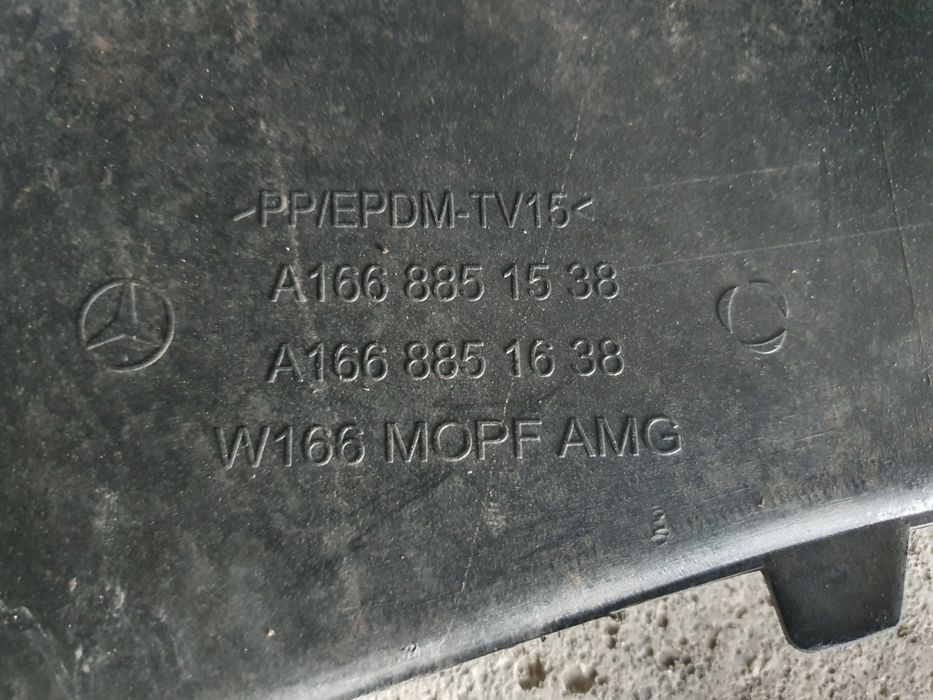 >PP/EPDM-TV15<
A166 885 15 38
A166 885 16 38
W166 MOPF AMG